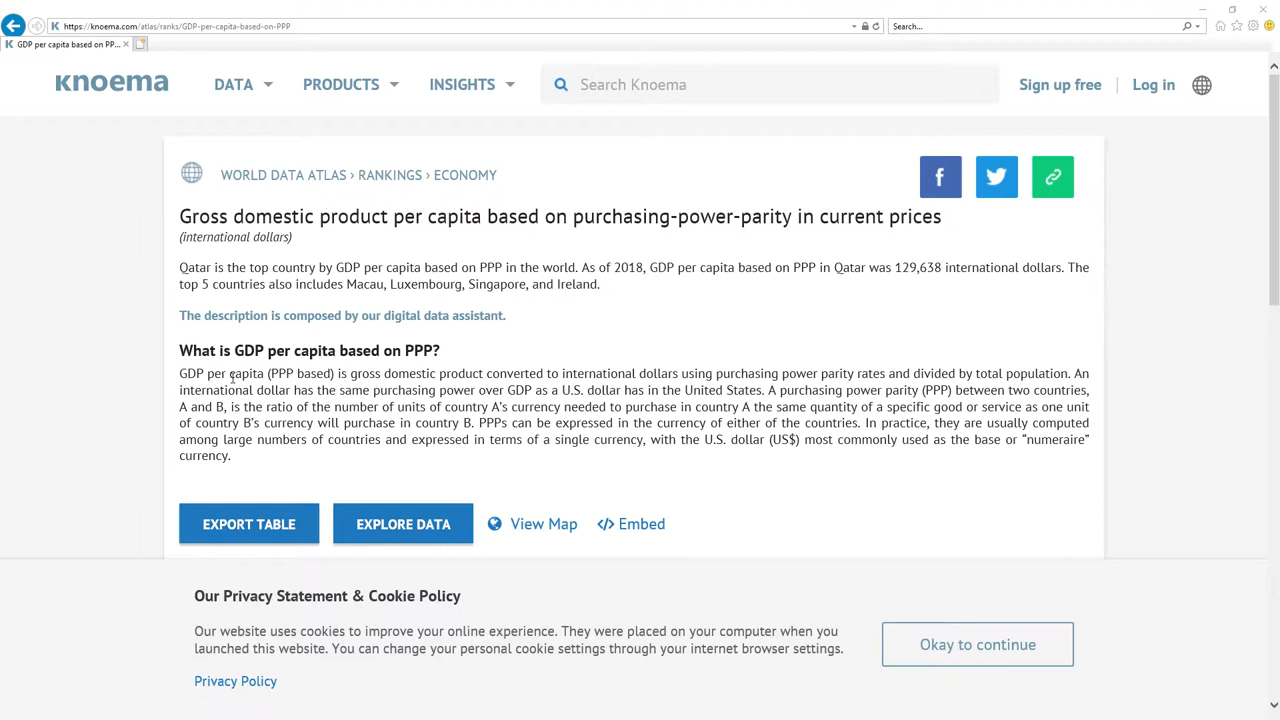 https://knoema.com/atlas/ranks/GDP-per-capita-based-on-PPP
Search...
GDP per capita based on PP...
knoema
DATA
PRODUCTS
INSIGHTS
Search Knoema
Sign up free
Log in
WORLD DATA ATLAS › RANKINGS › ECONOMY
Gross domestic product per capita based on purchasing-power-parity in current prices
(international dollars)
Qatar is the top country by GDP per capita based on PPP in the world. As of 2018, GDP per capita based on PPP in Qatar was 129,638 international dollars. The
top 5 countries also includes Macau, Luxembourg, Singapore, and Ireland.
The description is composed by our digital data assistant.
What is GDP per capita based on PPP?
GDP per capita (PPP based) is gross domestic product converted to international dollars using purchasing power parity rates and divided by total population. An
international dollar has the same purchasing power over GDP as a U.S. dollar has in the United States. A purchasing power parity (PPP) between two countries,
A and B, is the ratio of the number of units of country A’s currency needed to purchase in country A the same quantity of a specific good or service as one unit
of country B’s currency will purchase in country B. PPPs can be expressed in the currency of either of the countries. In practice, they are usually computed
among large numbers of countries and expressed in terms of a single currency, with the U.S. dollar (US$) most commonly used as the base or “numeraire”
currency.
EXPORT TABLE
EXPLORE DATA
View Map
Embed
Our Privacy Statement & Cookie Policy
Our website uses cookies to improve your online experience. They were placed on your computer when you
launched this website. You can change your personal cookie settings through your internet browser settings.
Okay to continue
Privacy Policy